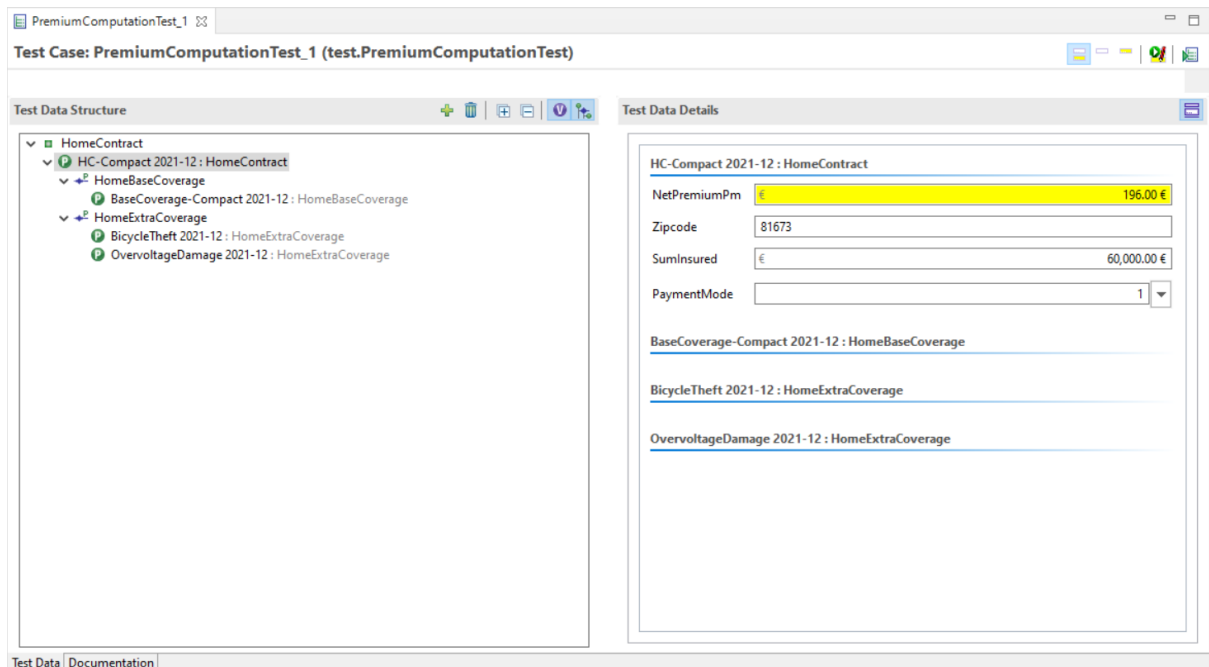 PremiumComputationTest_1
Test Case: PremiumComputationTest_1 (test.PremiumComputationTest)
Test Data Structure
HomeContract
HC-Compact 2021-12 : HomeContract
HomeBaseCoverage
BaseCoverage-Compact 2021-12 : HomeBaseCoverage
HomeExtraCoverage
BicycleTheft 2021-12 : HomeExtraCoverage
OvervoltageDamage 2021-12 : HomeExtraCoverage
Test Data Details
HC-Compact 2021-12 : HomeContract
NetPremiumPm € 196.00 €
Zipcode 81673
SumInsured € 60,000.00 €
PaymentMode 1
BaseCoverage-Compact 2021-12 : HomeBaseCoverage
BicycleTheft 2021-12 : HomeExtraCoverage
OvervoltageDamage 2021-12 : HomeExtraCoverage
Test Data Documentation